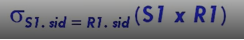 σS1.sid = R1.sid (S1 x R1)